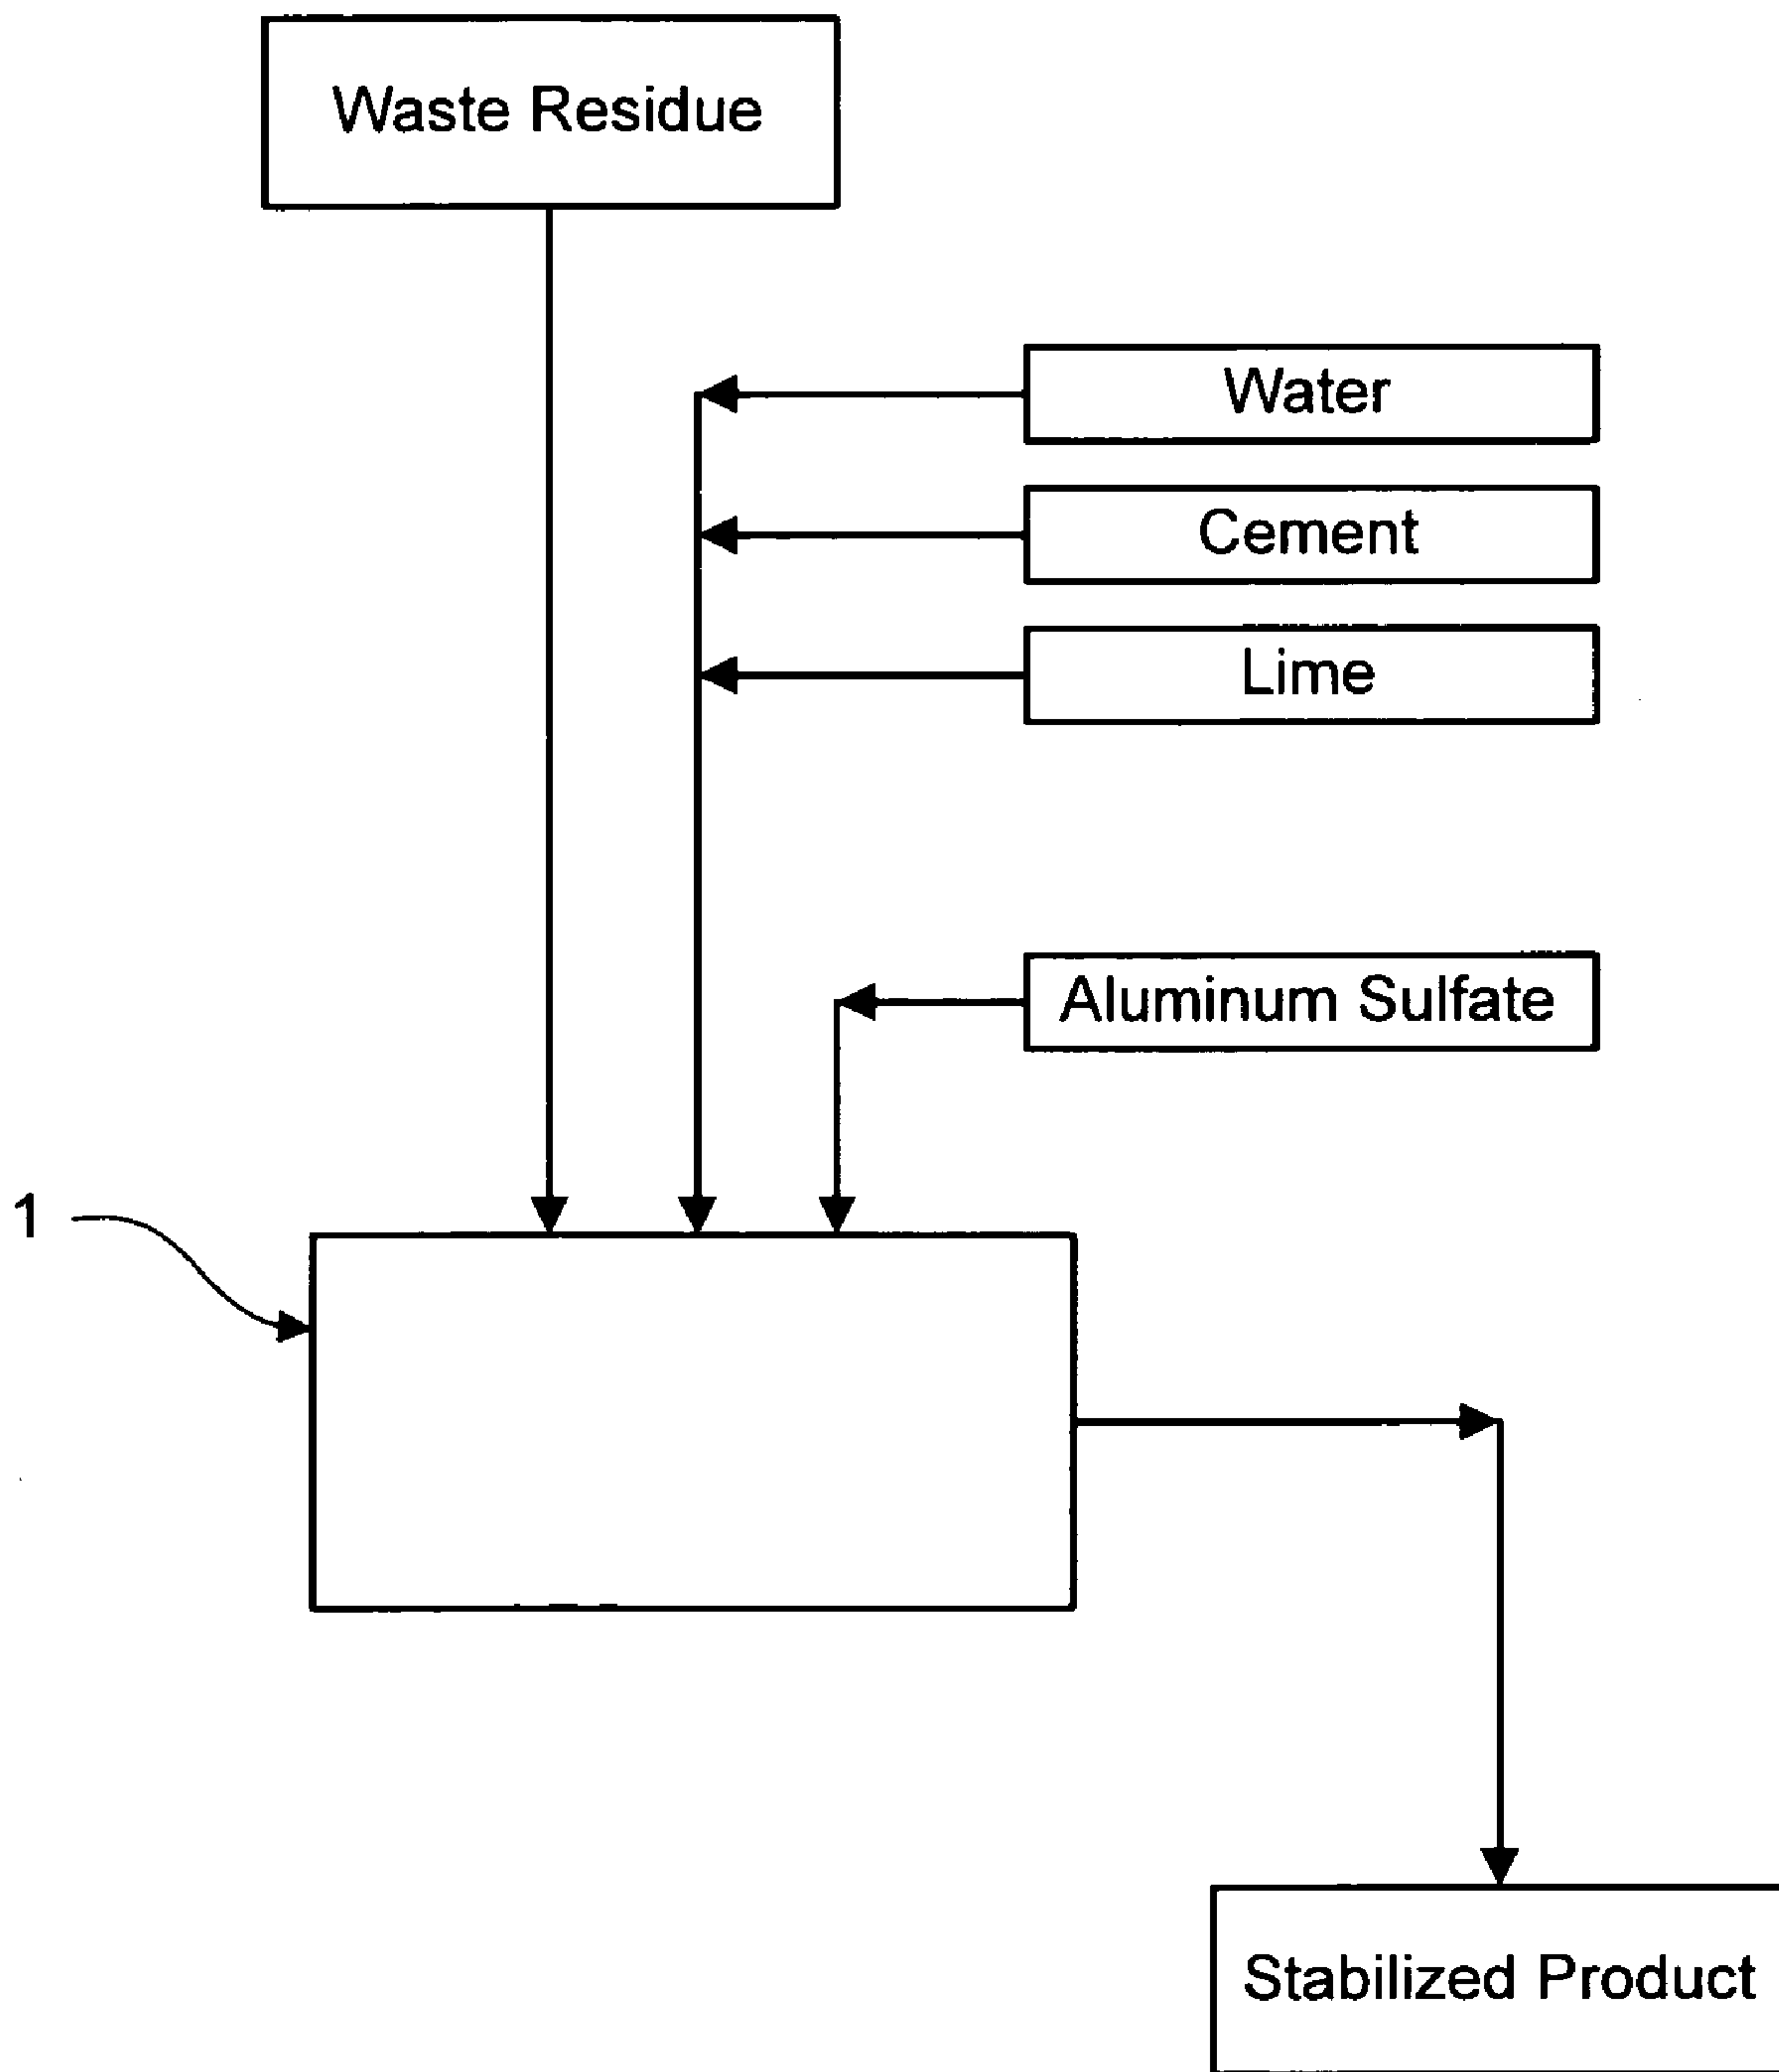 Waste Residue
Water
Cement
Lime
Aluminum Sulfate
1
Stabilized Product